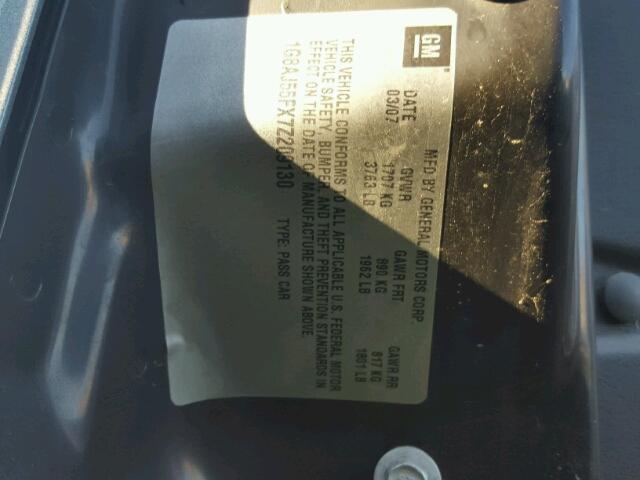 GM
MFD BY GENERAL MOTORS CORP.
DATE GVWR GAWR FRT GAWR RR
03/07 1707 KG 890 KG 817 KG
3763 LB 1962 LB 1801 LB
THIS VEHICLE CONFORMS TO ALL APPLICABLE U.S. FEDERAL MOTOR
VEHICLE SAFETY, BUMPER, AND THEFT PREVENTION STANDARDS IN
EFFECT ON THE DATE OF MANUFACTURE SHOWN ABOVE.
1G8AJ55FX7Z209130 TYPE: PASS CAR